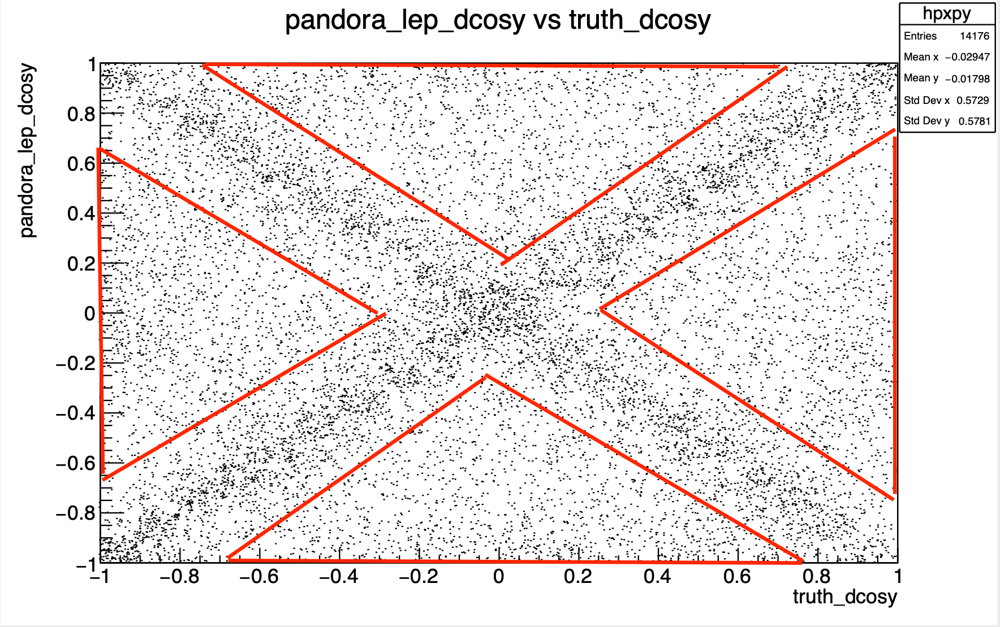 pandora_lep_dcosy vs truth_dcosy
hpxpy
Entries 14176
Mean x −0.02947
Mean y −0.01798
Std Dev x 0.5729
Std Dev y 0.5781
pandora_lep_dcosy
1
0.8
0.6
0.4
0.2
0
−0.2
−0.4
−0.6
−0.8
−1
−1 −0.8 −0.6 −0.4 −0.2 0 0.2 0.4 0.6 0.8 1
truth_dcosy